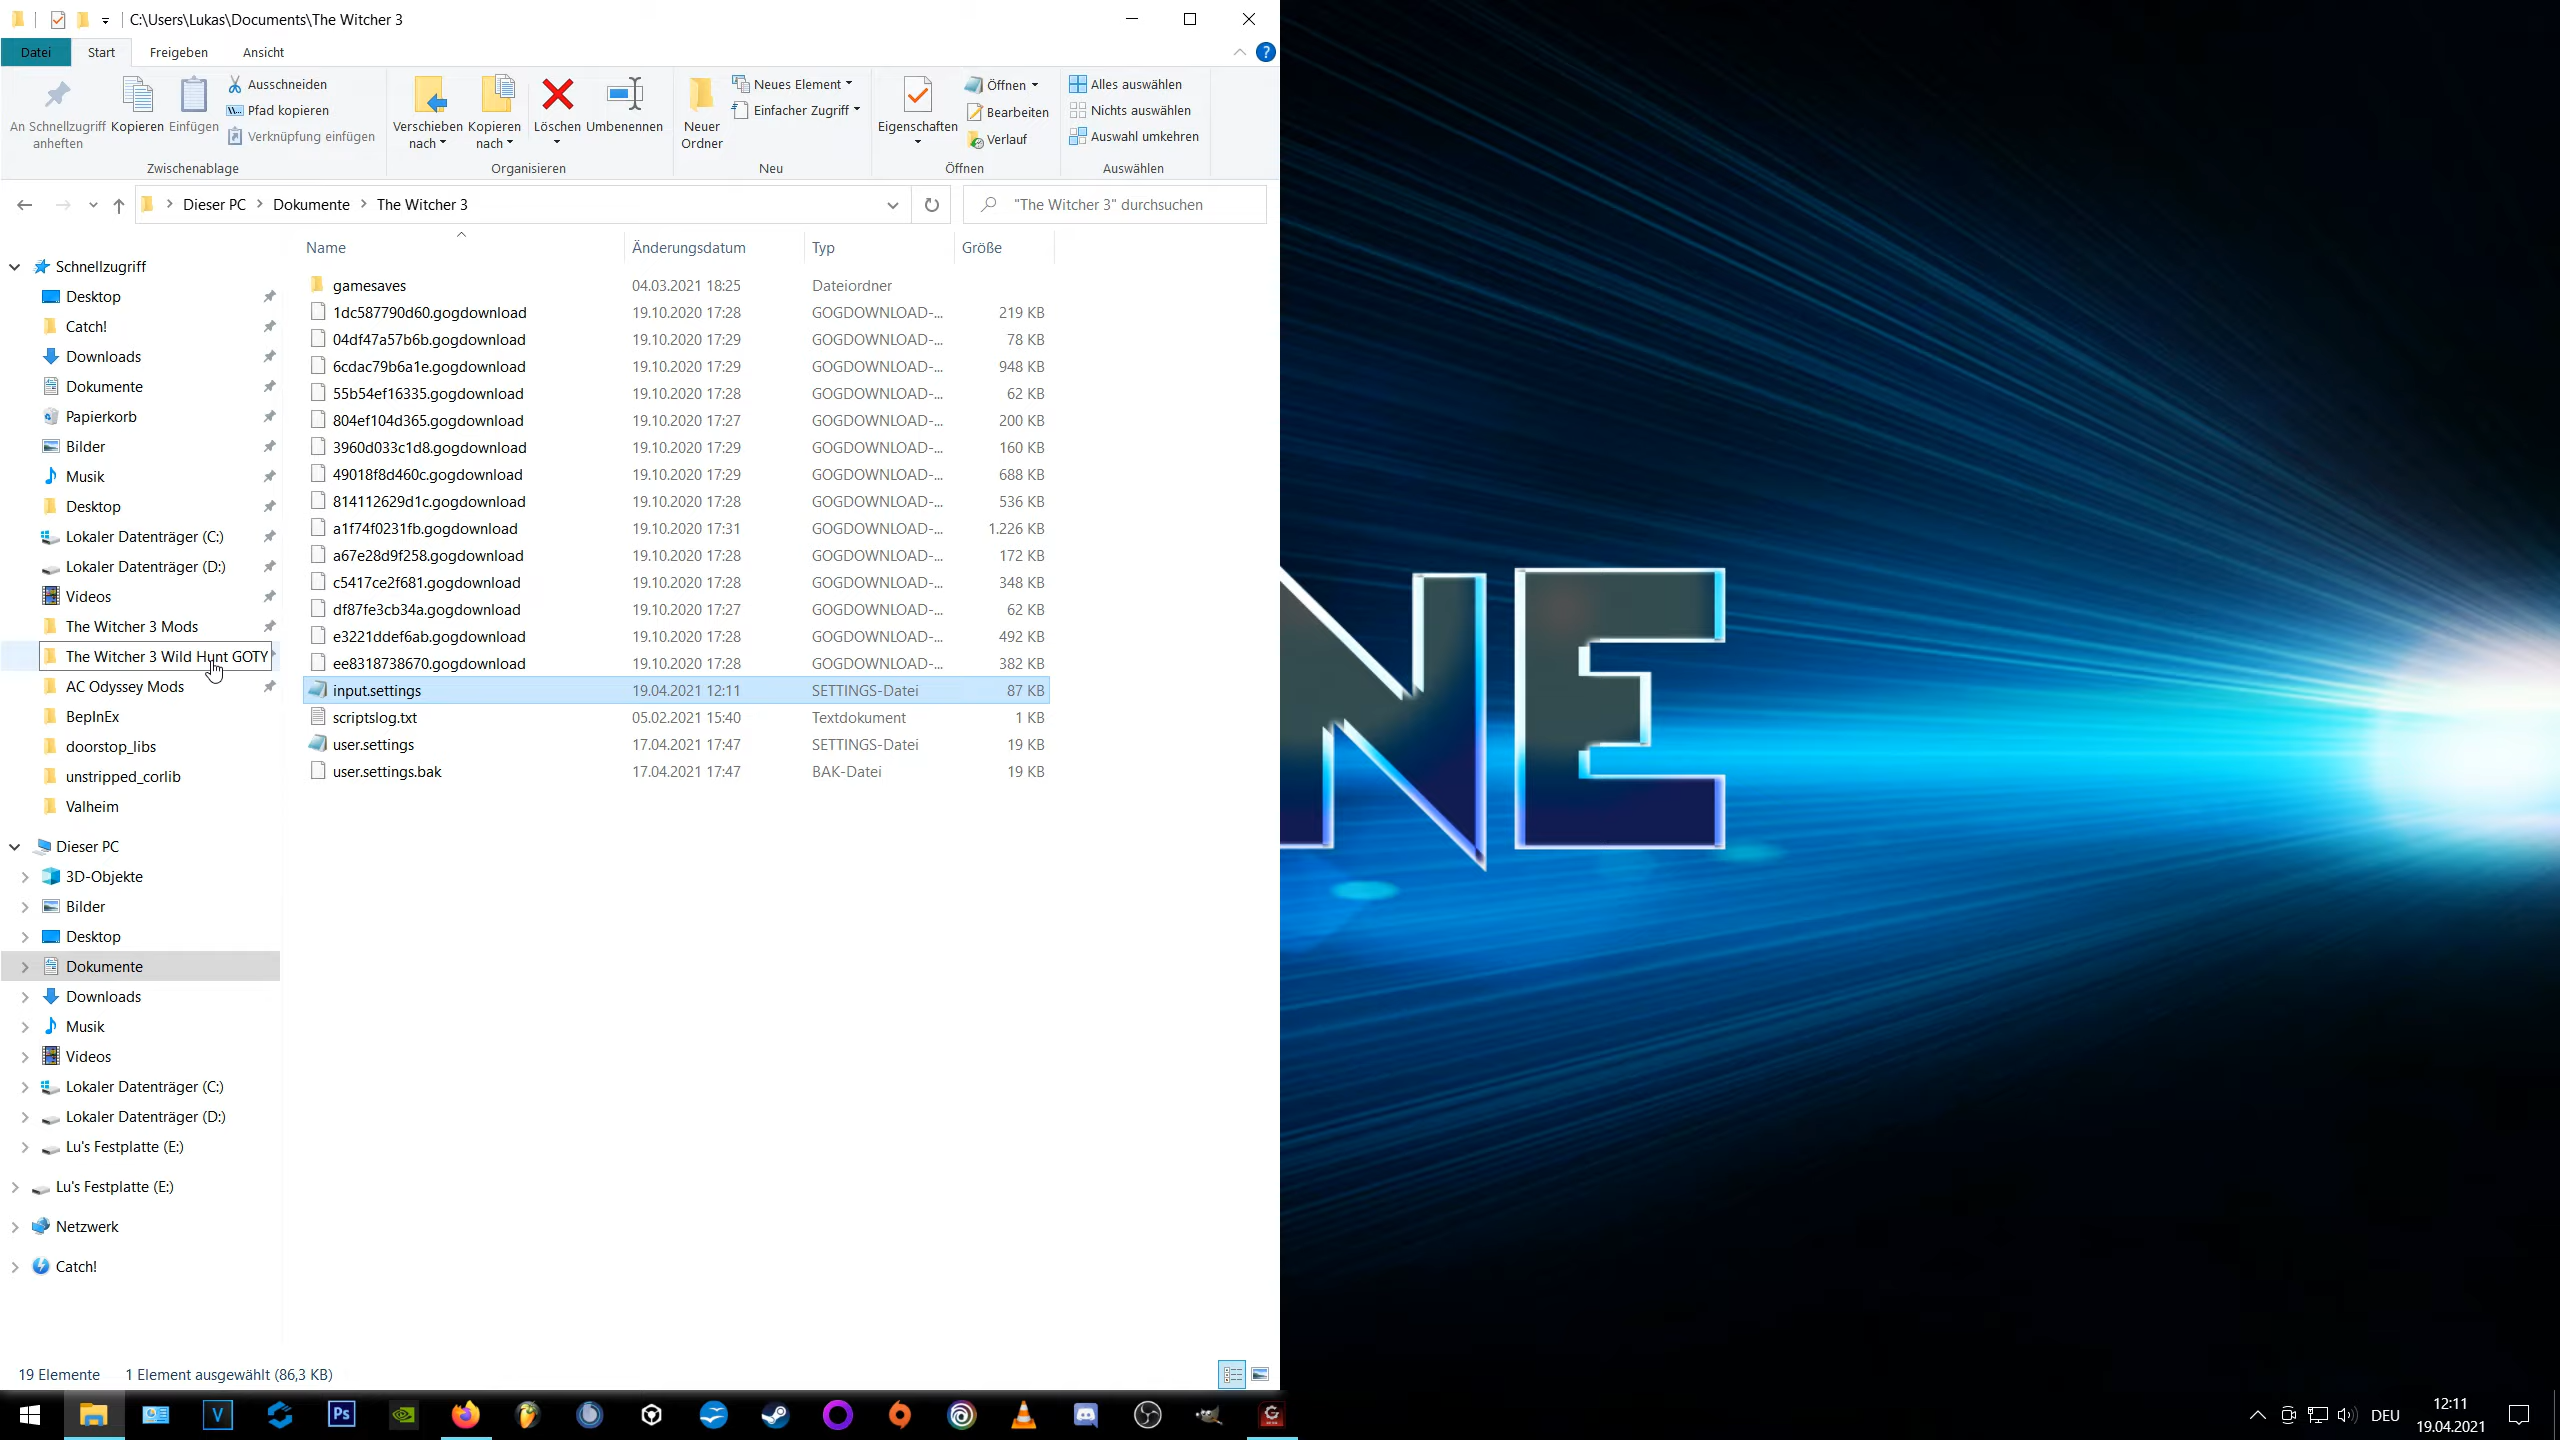 C:\Users\Lukas\Documents\The Witcher 3
Datei Start Freigeben Ansicht
An Schnellzugriff anheften
Kopieren
Einfügen
Ausschneiden
Pfad kopieren
Verknüpfung einfügen
Zwischenablage
Verschieben nach
Kopieren nach
Löschen
Umbenennen
Organisieren
Neuer Ordner
Neues Element
Einfacher Zugriff
Neu
Eigenschaften
Öffnen
Bearbeiten
Verlauf
Öffnen
Alles auswählen
Nichts auswählen
Auswahl umkehren
Auswählen
Dieser PC > Dokumente > The Witcher 3
"The Witcher 3" durchsuchen
Schnellzugriff
Desktop
Catch!
Downloads
Dokumente
Papierkorb
Bilder
Musik
Desktop
Lokaler Datenträger (C:)
Lokaler Datenträger (D:)
Videos
The Witcher 3 Mods
The Witcher 3 Wild Hunt GOTY
AC Odyssey Mods
BepInEx
doorstop_libs
unstripped_corlib
Valheim
Dieser PC
3D-Objekte
Bilder
Desktop
Dokumente
Downloads
Musik
Videos
Lokaler Datenträger (C:)
Lokaler Datenträger (D:)
Lu's Festplatte (E:)
Lu's Festplatte (E:)
Netzwerk
Catch!
Name Änderungsdatum Typ Größe
gamesaves 04.03.2021 18:25 Dateiordner
1dc587790d60.gogdownload 19.10.2020 17:28 GOGDOWNLOAD-... 219 KB
04df47a57b6b.gogdownload 19.10.2020 17:29 GOGDOWNLOAD-... 78 KB
6cdac79b6a1e.gogdownload 19.10.2020 17:29 GOGDOWNLOAD-... 948 KB
55b54ef16335.gogdownload 19.10.2020 17:28 GOGDOWNLOAD-... 62 KB
804ef104d365.gogdownload 19.10.2020 17:27 GOGDOWNLOAD-... 200 KB
3960d033c1d8.gogdownload 19.10.2020 17:29 GOGDOWNLOAD-... 160 KB
49018f8d460c.gogdownload 19.10.2020 17:29 GOGDOWNLOAD-... 688 KB
814112629d1c.gogdownload 19.10.2020 17:28 GOGDOWNLOAD-... 536 KB
a1f74f0231fb.gogdownload 19.10.2020 17:31 GOGDOWNLOAD-... 1.226 KB
a67e28d9f258.gogdownload 19.10.2020 17:28 GOGDOWNLOAD-... 172 KB
c5417ce2f681.gogdownload 19.10.2020 17:28 GOGDOWNLOAD-... 348 KB
df87fe3cb34a.gogdownload 19.10.2020 17:27 GOGDOWNLOAD-... 62 KB
e3221ddef6ab.gogdownload 19.10.2020 17:28 GOGDOWNLOAD-... 492 KB
ee8318738670.gogdownload 19.10.2020 17:28 GOGDOWNLOAD-... 382 KB
input.settings 19.04.2021 12:11 SETTINGS-Datei 87 KB
scriptslog.txt 05.02.2021 15:40 Textdokument 1 KB
user.settings 17.04.2021 17:47 SETTINGS-Datei 19 KB
user.settings.bak 17.04.2021 17:47 BAK-Datei 19 KB
19 Elemente 1 Element ausgewählt (86,3 KB)
NE
V
Ps
DEU
12:11
19.04.2021